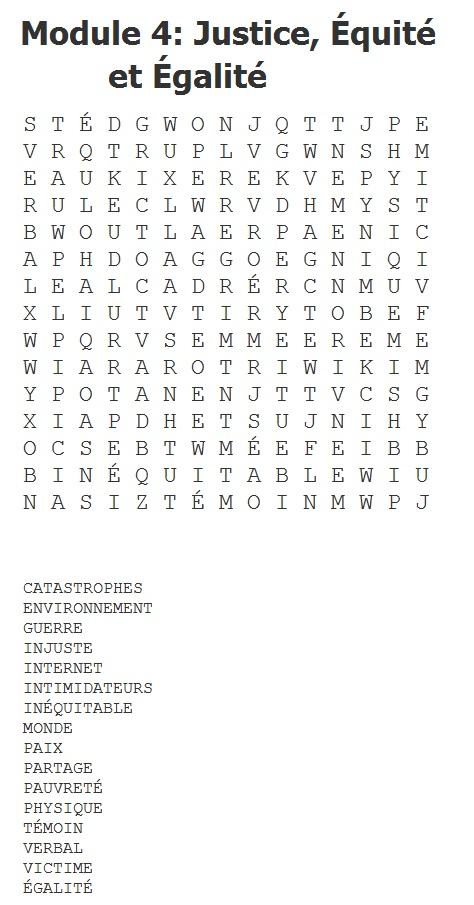 Module 4: Justice, Équité
et Égalité
S T É D G W O N J Q T T J P E
V R Q T R U P L V G W N S H M
E A U K I X E R E K V E P Y I
R U L E C L W R V D H M Y S T
B W O U T L A E R P A E N I C
A P H D O A G G O E G N I Q I
L E A L C A D R É R C N M U V
X L I U T V T I R Y T O B E F
W P Q R V S E M M E E R E M E
W I A R A R O T R I W I K I M
Y P O T A N E N J T T V C S G
X I A P D H E T S U J N I H Y
O C S E B T W M É E F E I B B
B I N É Q U I T A B L E W I U
N A S I Z T É M O I N M W P J
CATASTROPHES
ENVIRONNEMENT
GUERRE
INJUSTE
INTERNET
INTIMIDATEURS
INÉQUITABLE
MONDE
PAIX
PARTAGE
PAUVRETÉ
PHYSIQUE
TÉMOIN
VERBAL
VICTIME
ÉGALITÉ